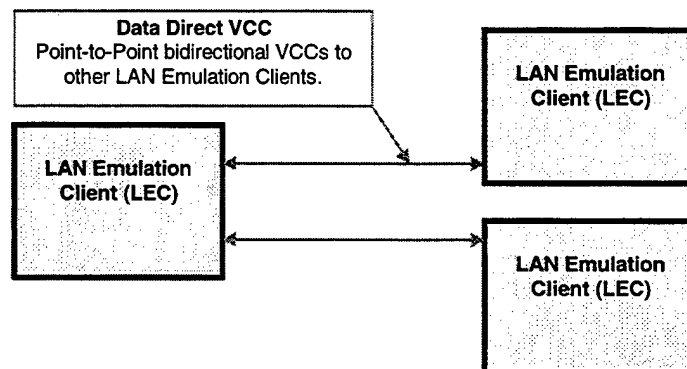 Data Direct VCC
Point-to-Point bidirectional VCCs to
other LAN Emulation Clients.
LAN Emulation
Client (LEC)
LAN Emulation
Client (LEC)
LAN Emulation
Client (LEC)